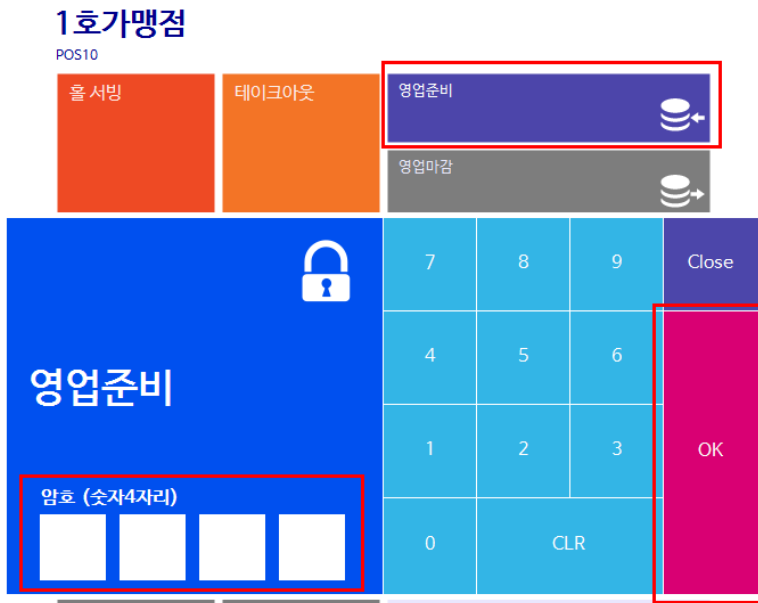 1호가맹점
POS10
홀 서빙
테이크아웃
영업준비
영업마감
영업준비
암호 (숫자4자리)
7 8 9 Close
4 5 6
1 2 3 OK
0 CLR